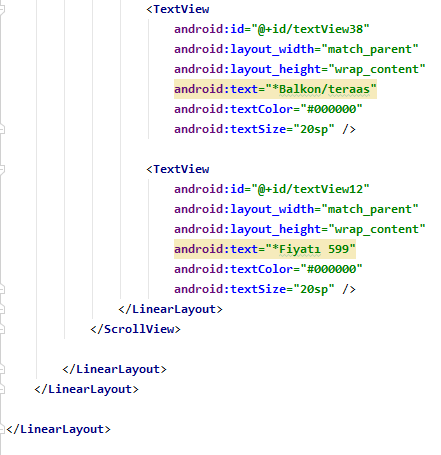 <TextView
android:id="@+id/textView38"
android:layout_width="match_parent"
android:layout_height="wrap_content"
android:text="*Balkon/teraas"
android:textColor="#000000"
android:textSize="20sp" />
<TextView
android:id="@+id/textView12"
android:layout_width="match_parent"
android:layout_height="wrap_content"
android:text="*Fiyatı 599"
android:textColor="#000000"
android:textSize="20sp" />
</LinearLayout>
</ScrollView>
</LinearLayout>
</LinearLayout>
</LinearLayout>